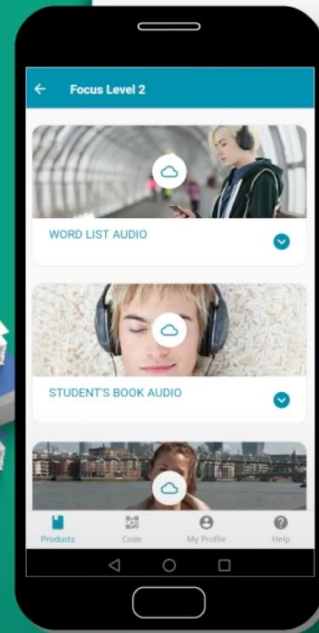 Focus Level 2
WORD LIST AUDIO
STUDENT'S BOOK AUDIO
Products Code My Profile Help